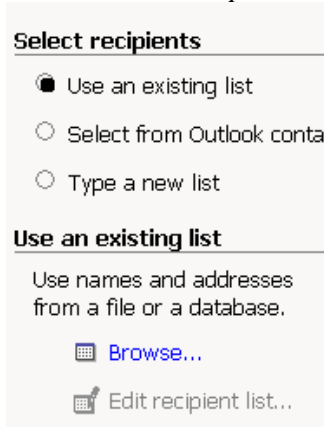 Select recipients
Use an existing list
Select from Outlook conta
Type a new list
Use an existing list
Use names and addresses
from a file or a database.
Browse...
Edit recipient list...